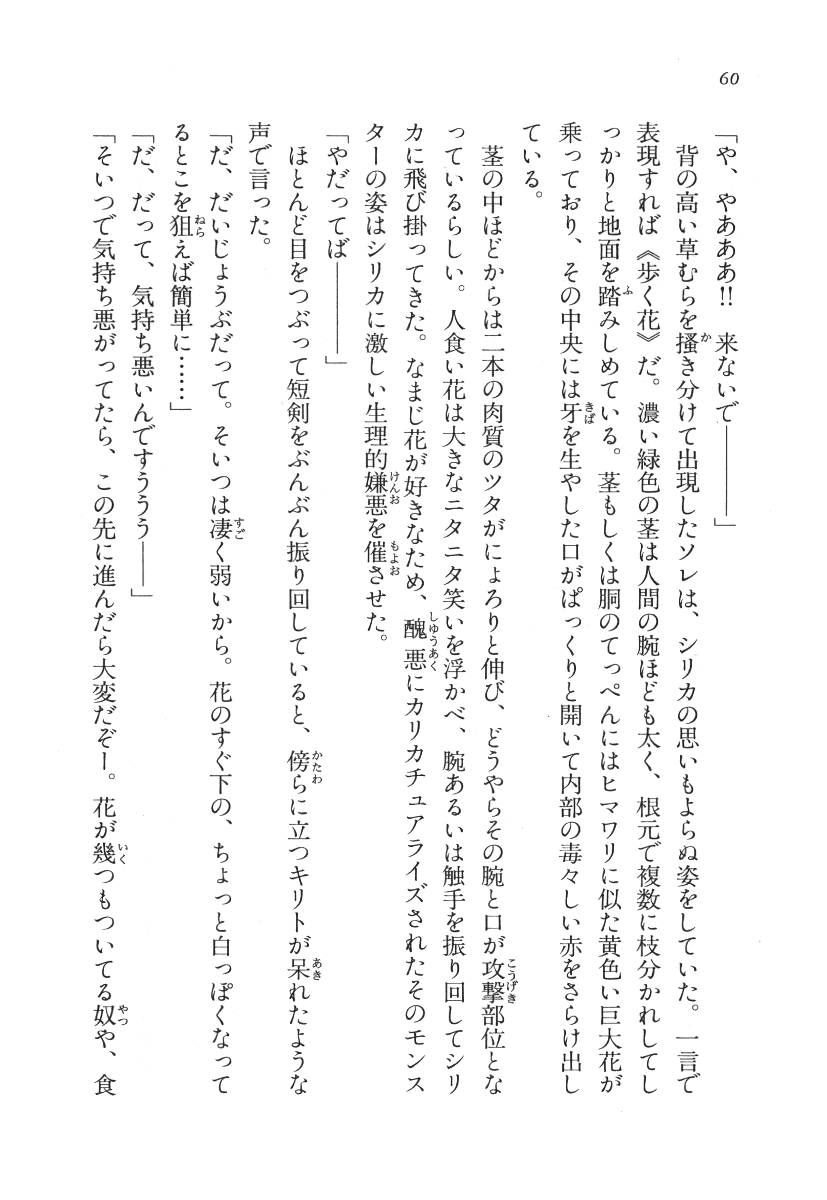 60
「や、やあああ!!　来ないで————」
　背の高い草むらを掻き分けて出現したソレは、シリカの思いもよらぬ姿をしていた。一言で
表現すれば《歩く花》だ。濃い緑色の茎は人間の腕ほども太く、根元で複数に枝分かれしてし
っかりと地面を踏みしめている。茎もしくは胴のてっぺんにはヒマワリに似た黄色い巨大花が
乗っており、その中央には牙を生やした口がぱっくりと開いて内部の毒々しい赤をさらけ出し
ている。
　茎の中ほどからは二本の肉質のツタがにょろりと伸び、どうやらその腕と口が攻撃部位とな
っているらしい。人食い花は大きなニタニタ笑いを浮かべ、腕あるいは触手を振り回してシリ
カに飛び掛ってきた。なまじ花が好きなため、醜悪にカリカチュアライズされたそのモンス
ターの姿はシリカに激しい生理的嫌悪を催させた。
「やだってば————」
　ほとんど目をつぶって短剣をぶんぶん振り回していると、傍らに立つキリトが呆れたような
声で言った。
「だ、だいじょうぶだって。そいつは凄く弱いから。花のすぐ下の、ちょっと白っぽくなって
るとこを狙えば簡単に……」
「だ、だって、気持ち悪いんですううう——」
「そいつで気持ち悪がってたら、この先に進んだら大変だぞー。花が幾つもついてる奴や、食